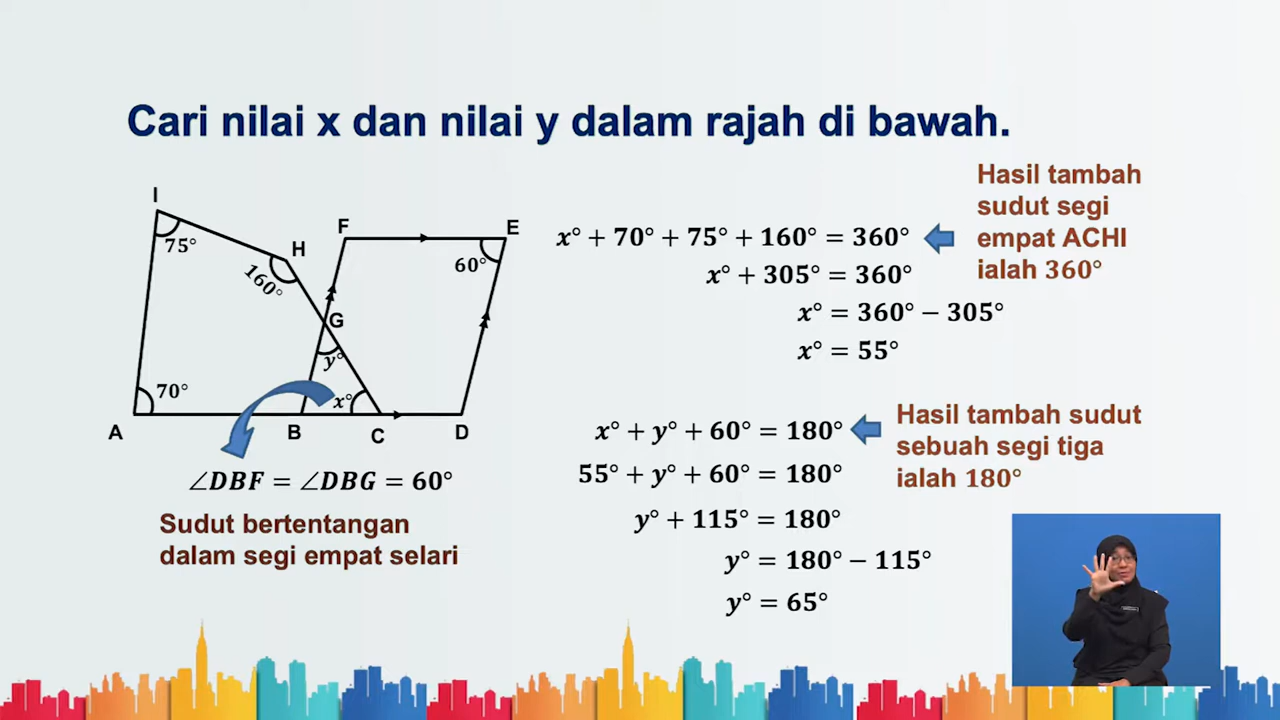 Cari nilai x dan nilai y dalam rajah di bawah.
I
75°
H
160°
F
E
60°
G
y°
70°
x°
A
B
C
D
∠DBF = ∠DBG = 60°
Sudut bertentangan
dalam segi empat selari
x° + 70° + 75° + 160° = 360°
x° + 305° = 360°
x° = 360° − 305°
x° = 55°
Hasil tambah
sudut segi
empat ACHI
ialah 360°
x° + y° + 60° = 180°
55° + y° + 60° = 180°
y° + 115° = 180°
y° = 180° − 115°
y° = 65°
Hasil tambah sudut
sebuah segi tiga
ialah 180°